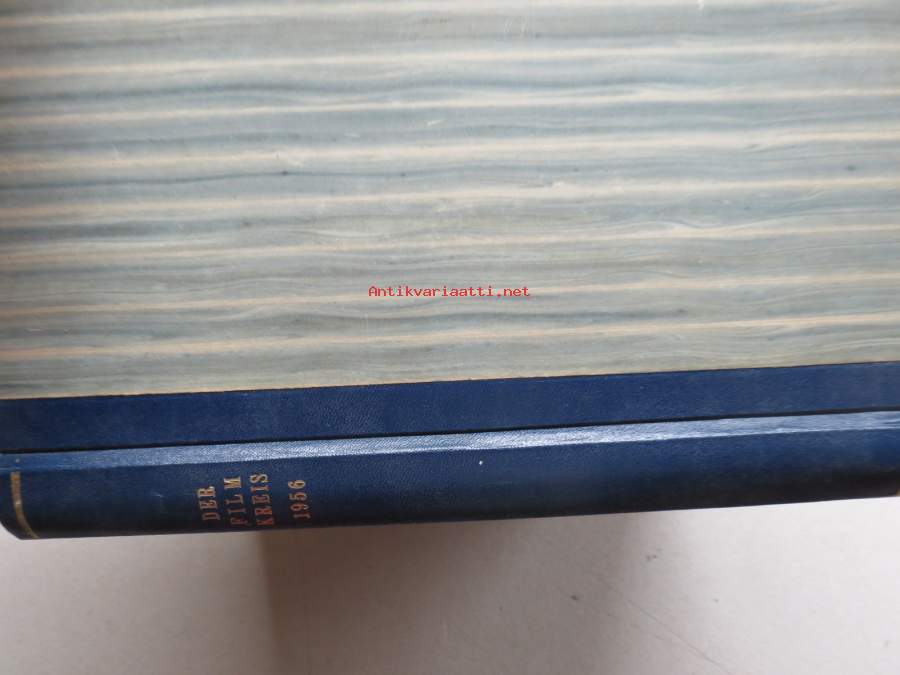 Antikvariaatti.net
DER
FILM
KREIS
1956